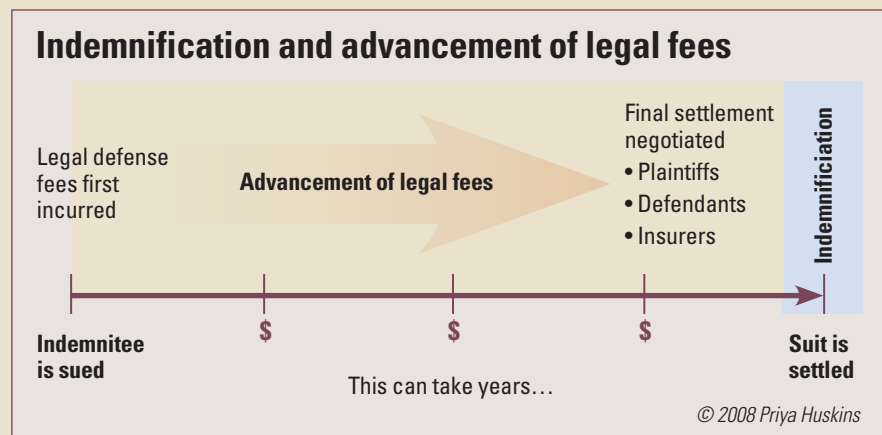 Indemnification and advancement of legal fees
Legal defense
fees first
incurred
Advancement of legal fees
Final settlement
negotiated
• Plaintiffs
• Defendants
• Insurers
Indemnificiation
$ $ $
Indemnitee
is sued
Suit is
settled
This can take years…
© 2008 Priya Huskins